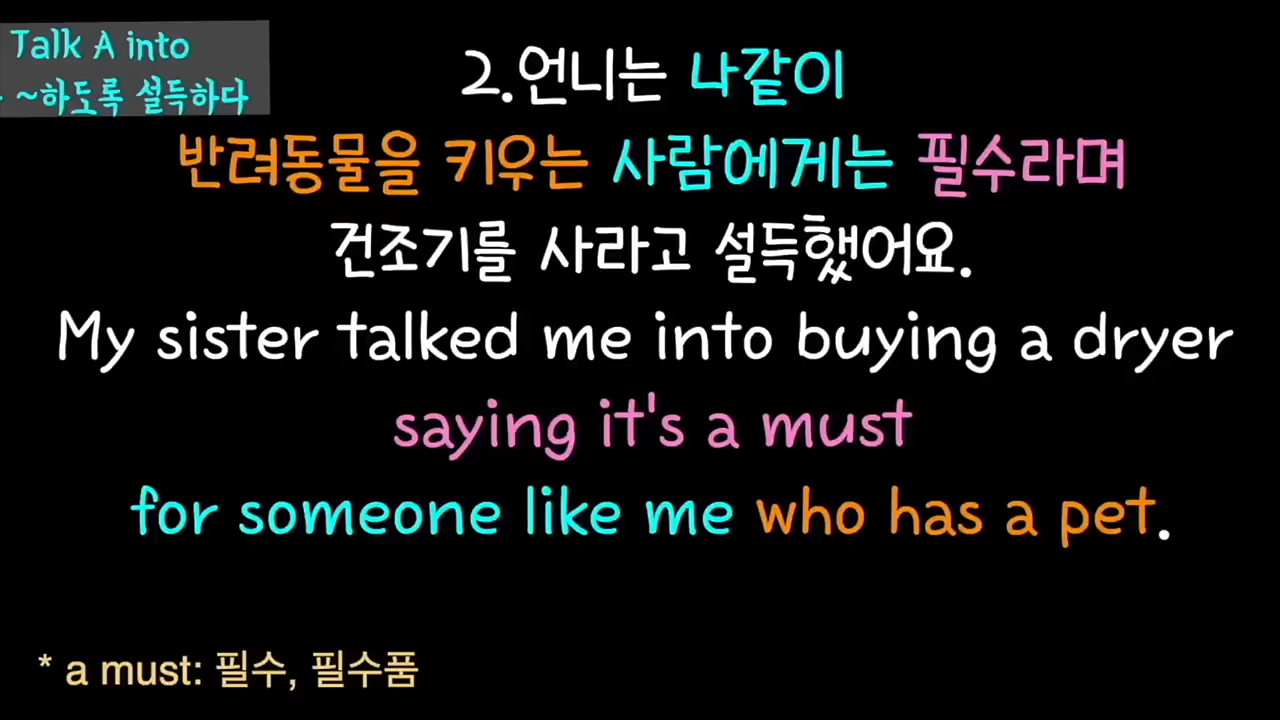 Talk A into
~하도록 설득하다
2.언니는 나같이
반려동물을 키우는 사람에게는 필수라며
건조기를 사라고 설득했어요.
My sister talked me into buying a dryer
saying it's a must
for someone like me who has a pet.
* a must: 필수, 필수품